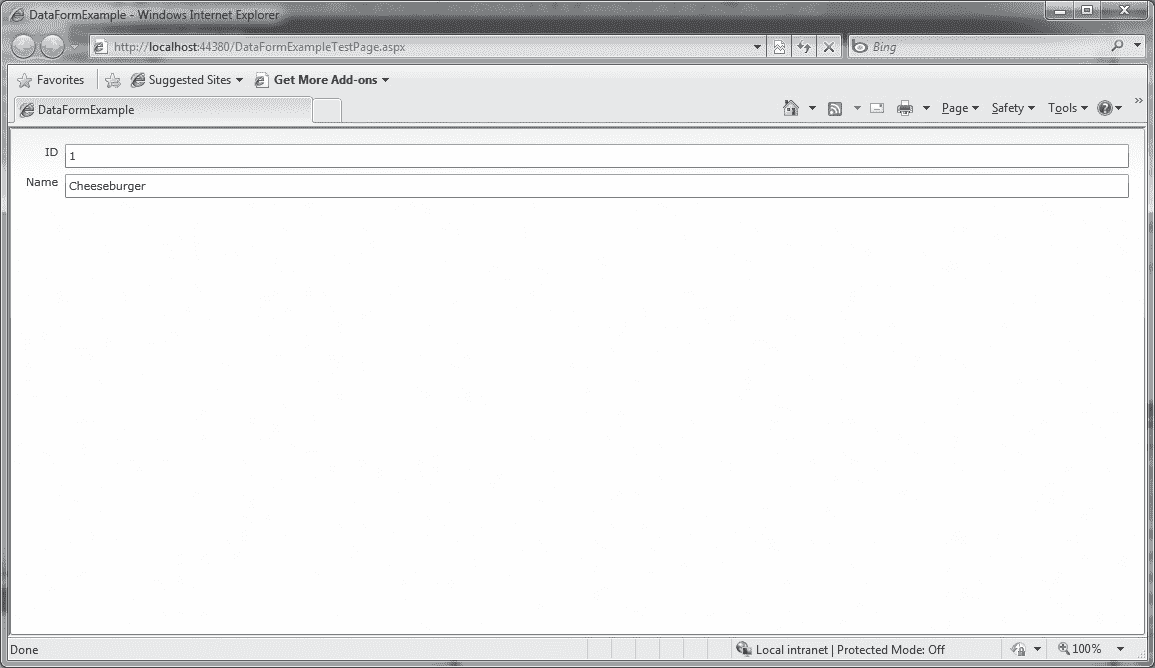 DataFormExample - Windows Internet Explorer
http://localhost:44380/DataFormExampleTestPage.aspx
Bing
Favorites
Suggested Sites
Get More Add-ons
DataFormExample
Page
Safety
Tools
»
ID
1
Name
Cheeseburger
Done
Local intranet | Protected Mode: Off
100%